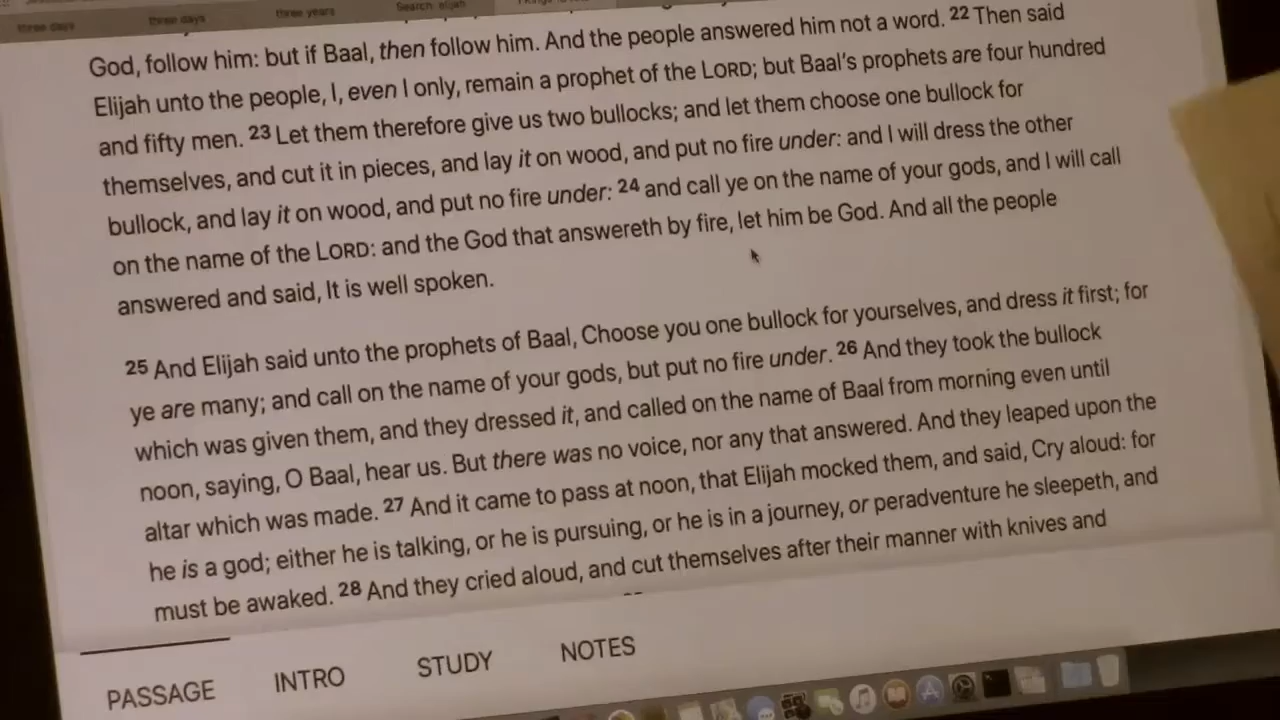 three days
three days
three years
Search: elijah
God, follow him: but if Baal, then follow him. And the people answered him not a word. 22 Then said
Elijah unto the people, I, even I only, remain a prophet of the LORD; but Baal's prophets are four hundred
and fifty men. 23 Let them therefore give us two bullocks; and let them choose one bullock for
themselves, and cut it in pieces, and lay it on wood, and put no fire under: and I will dress the other
bullock, and lay it on wood, and put no fire under: 24 and call ye on the name of your gods, and I will call
on the name of the LORD: and the God that answereth by fire, let him be God. And all the people
answered and said, It is well spoken.
25 And Elijah said unto the prophets of Baal, Choose you one bullock for yourselves, and dress it first; for
ye are many; and call on the name of your gods, but put no fire under. 26 And they took the bullock
which was given them, and they dressed it, and called on the name of Baal from morning even until
noon, saying, O Baal, hear us. But there was no voice, nor any that answered. And they leaped upon the
altar which was made. 27 And it came to pass at noon, that Elijah mocked them, and said, Cry aloud: for
he is a god; either he is talking, or he is pursuing, or he is in a journey, or peradventure he sleepeth, and
must be awaked. 28 And they cried aloud, and cut themselves after their manner with knives and
PASSAGE INTRO STUDY NOTES